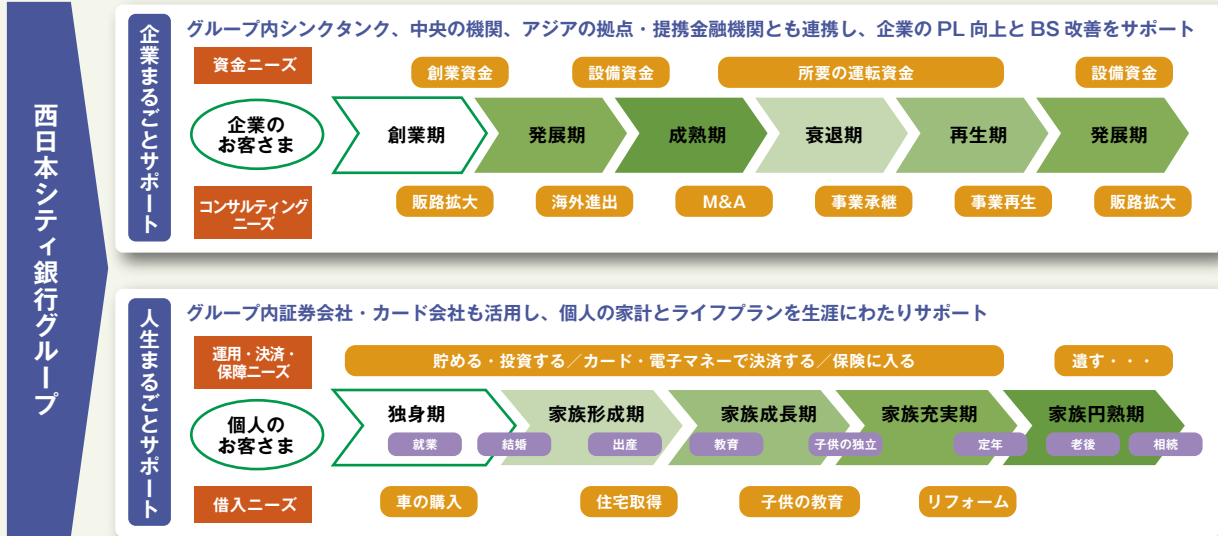 西日本シティ銀行グループ
企業まるごとサポート
グループ内シンクタンク、中央の機関、アジアの拠点・提携金融機関とも連携し、企業の PL 向上と BS 改善をサポート
資金ニーズ
創業資金
設備資金
所要の運転資金
設備資金
企業の
お客さま
創業期
発展期
成熟期
衰退期
再生期
発展期
コンサルティング
ニーズ
販路拡大
海外進出
M&A
事業承継
事業再生
販路拡大
人生まるごとサポート
グループ内証券会社・カード会社も活用し、個人の家計とライフプランを生涯にわたりサポート
運用・決済・
保障ニーズ
貯める・投資する／カード・電子マネーで決済する／保険に入る
遺す・・・
個人の
お客さま
独身期
家族形成期
家族成長期
家族充実期
家族円熟期
就業
結婚
出産
教育
子供の独立
定年
老後
相続
借入ニーズ
車の購入
住宅取得
子供の教育
リフォーム